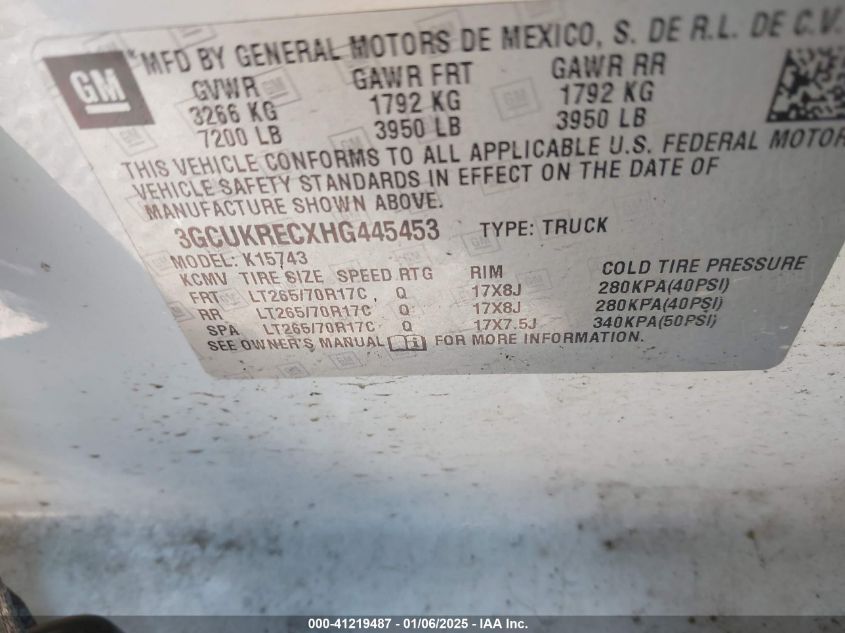 GM
MFD BY GENERAL MOTORS DE MEXICO, S. DE R.L. DE C.V.
GVWR GAWR FRT GAWR RR
3266 KG 1792 KG 1792 KG
7200 LB 3950 LB 3950 LB
THIS VEHICLE CONFORMS TO ALL APPLICABLE U.S. FEDERAL MOTOR
VEHICLE SAFETY STANDARDS IN EFFECT ON THE DATE OF
MANUFACTURE SHOWN ABOVE.
3GCUKRECXHG445453 TYPE: TRUCK
MODEL: K15743
KCMV TIRE SIZE SPEED RTG RIM COLD TIRE PRESSURE
FRT LT265/70R17C Q 17X8J 280KPA(40PSI)
RR LT265/70R17C Q 17X8J 280KPA(40PSI)
SPA LT265/70R17C Q 17X7.5J 340KPA(50PSI)
SEE OWNER'S MANUAL FOR MORE INFORMATION.
000-41219487 - 01/06/2025 - IAA Inc.